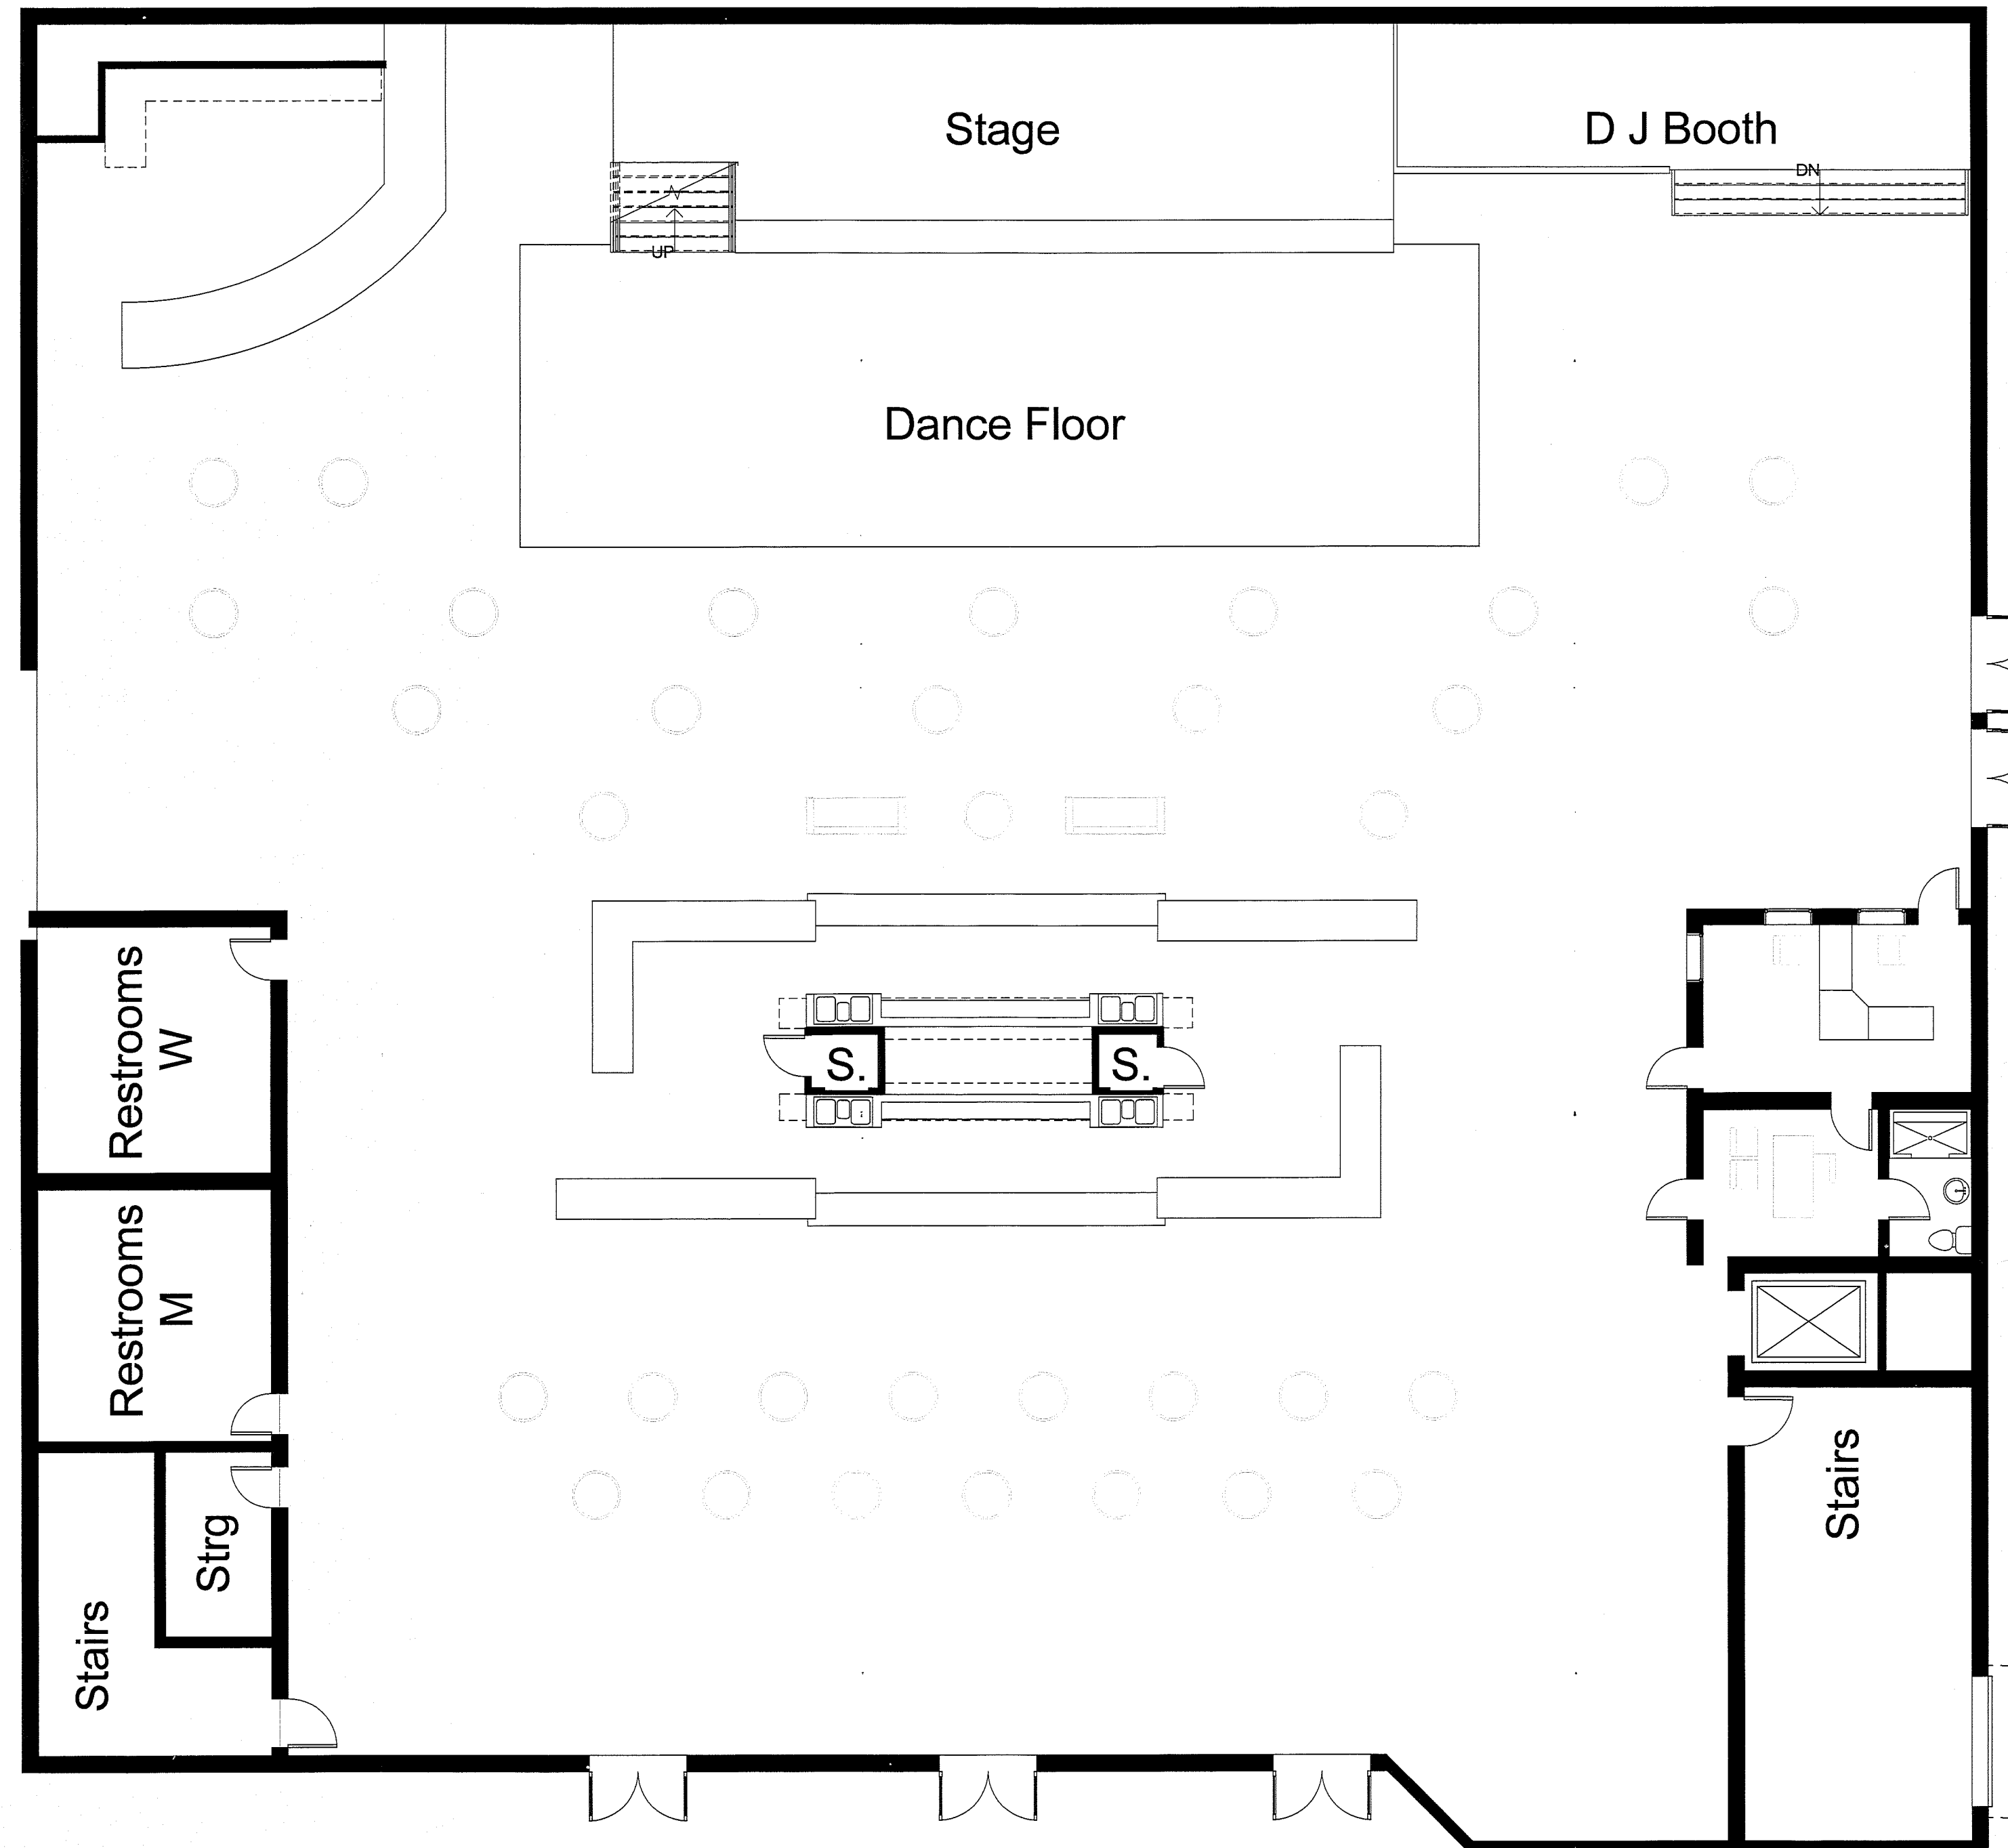 Stage
D J Booth
DN
UP
Dance Floor
Restrooms
W
S.
S.
Restrooms
M
Stairs
Strg
Stairs